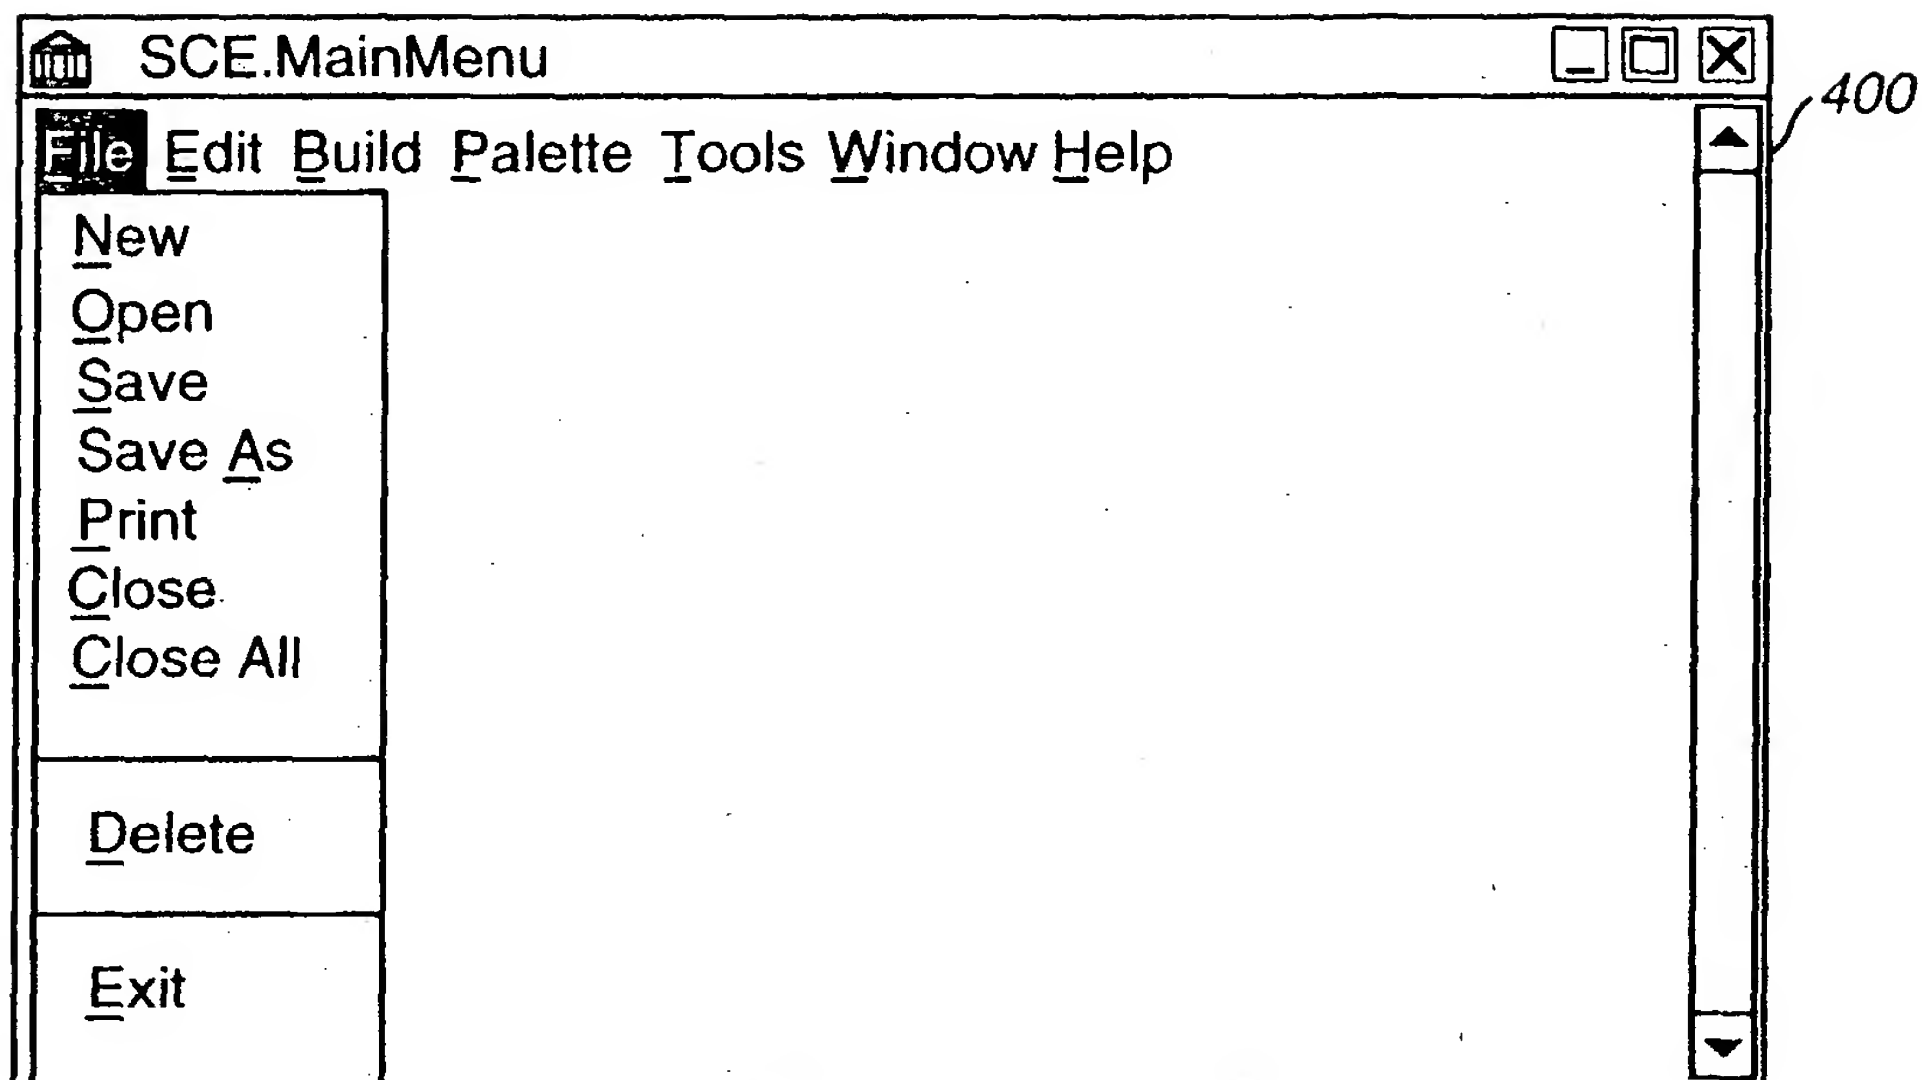 SCE.MainMenu
400
File Edit Build Palette Tools Window Help
New
Open
Save
Save As
Print
Close
Close All
Delete
Exit